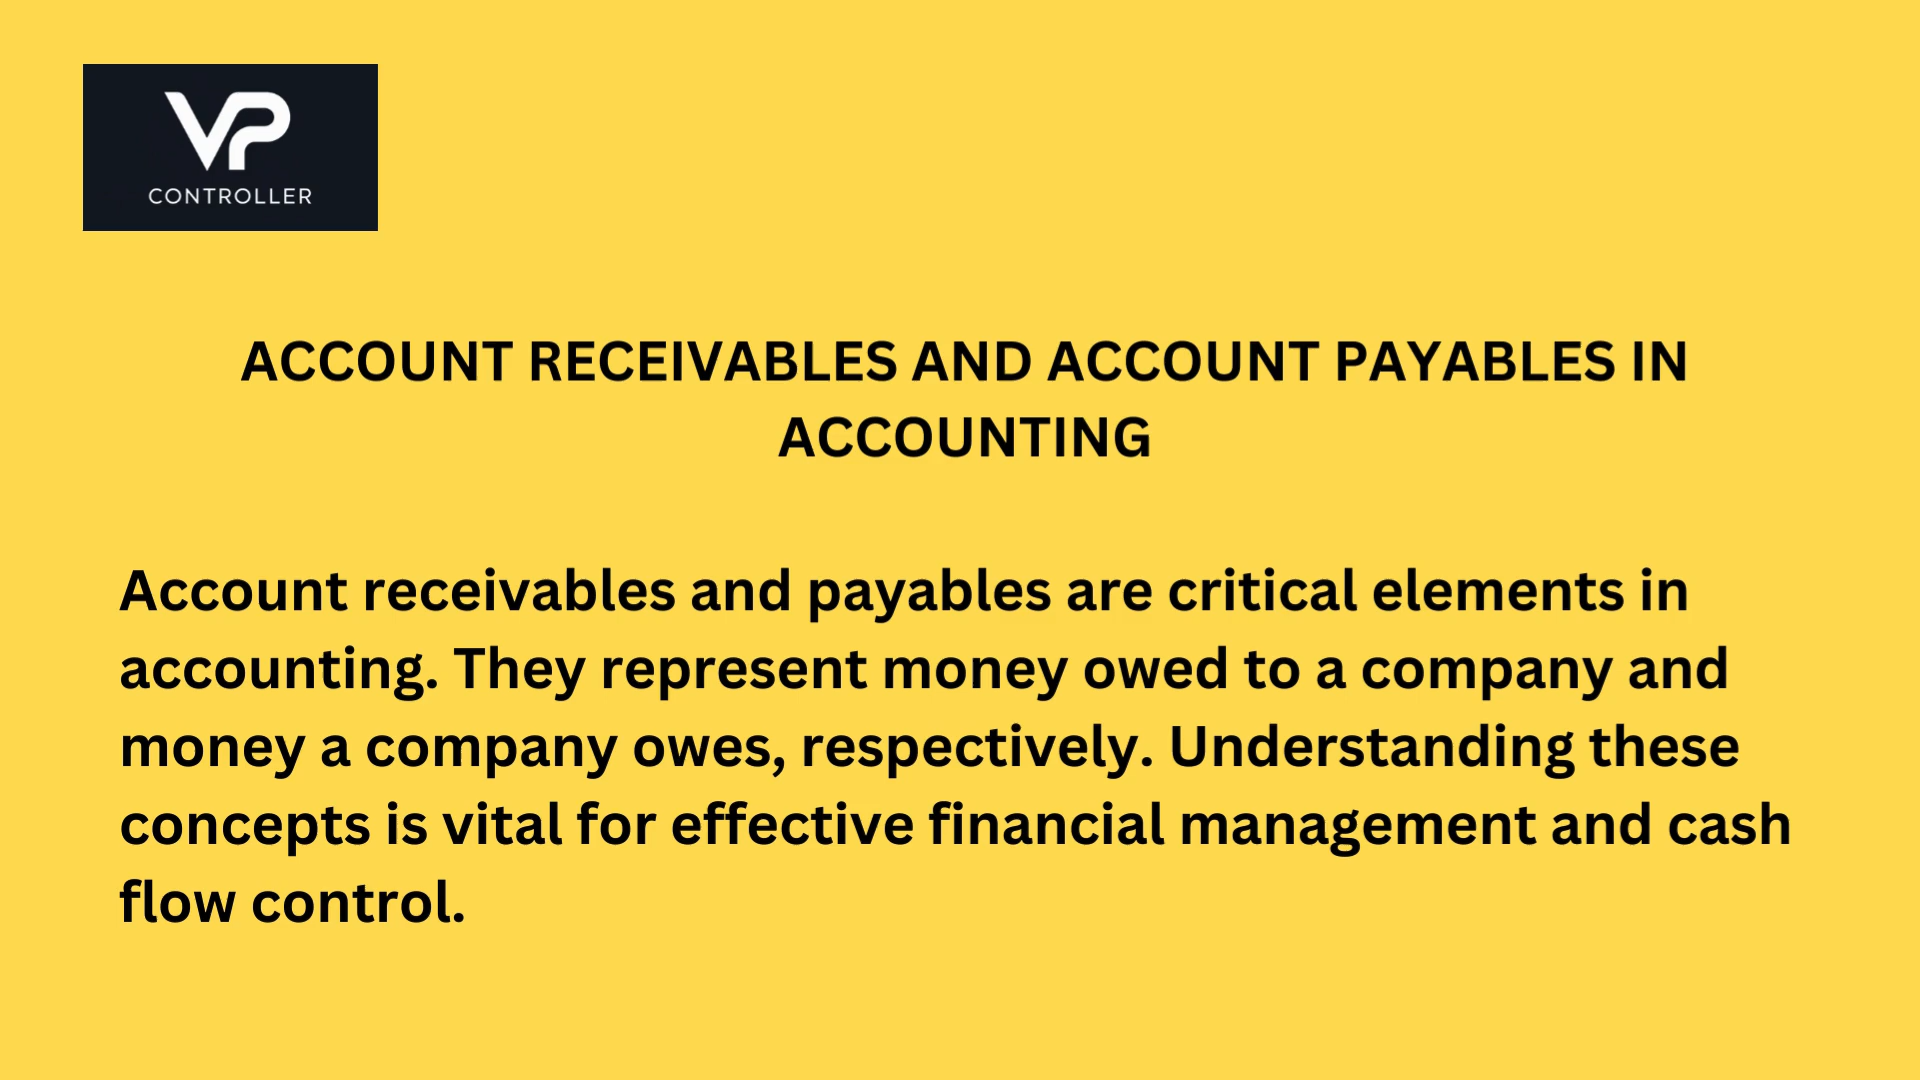 VP
CONTROLLER
ACCOUNT RECEIVABLES AND ACCOUNT PAYABLES IN
ACCOUNTING
Account receivables and payables are critical elements in
accounting. They represent money owed to a company and
money a company owes, respectively. Understanding these
concepts is vital for effective financial management and cash
flow control.